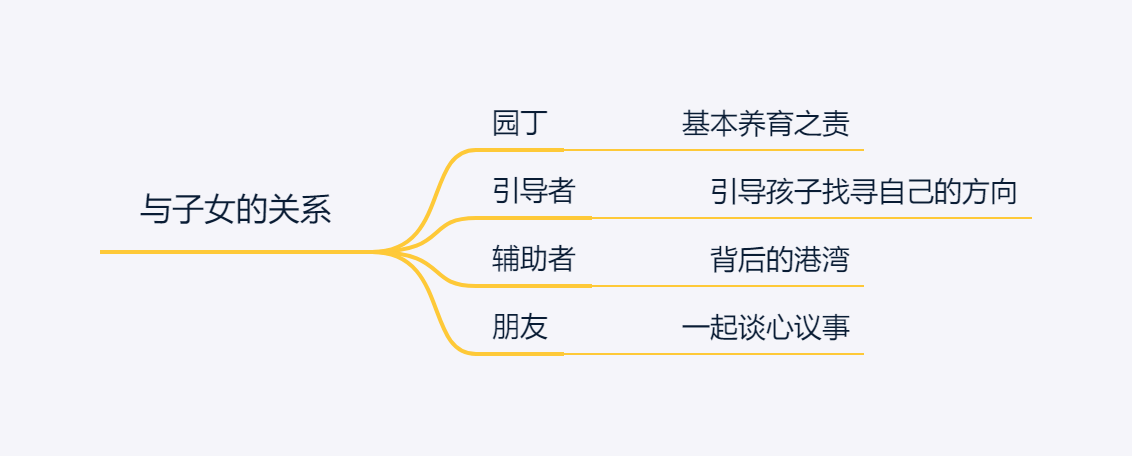 与子女的关系
园丁 基本养育之责
引导者 引导孩子找寻自己的方向
辅助者 背后的港湾
朋友 一起谈心议事